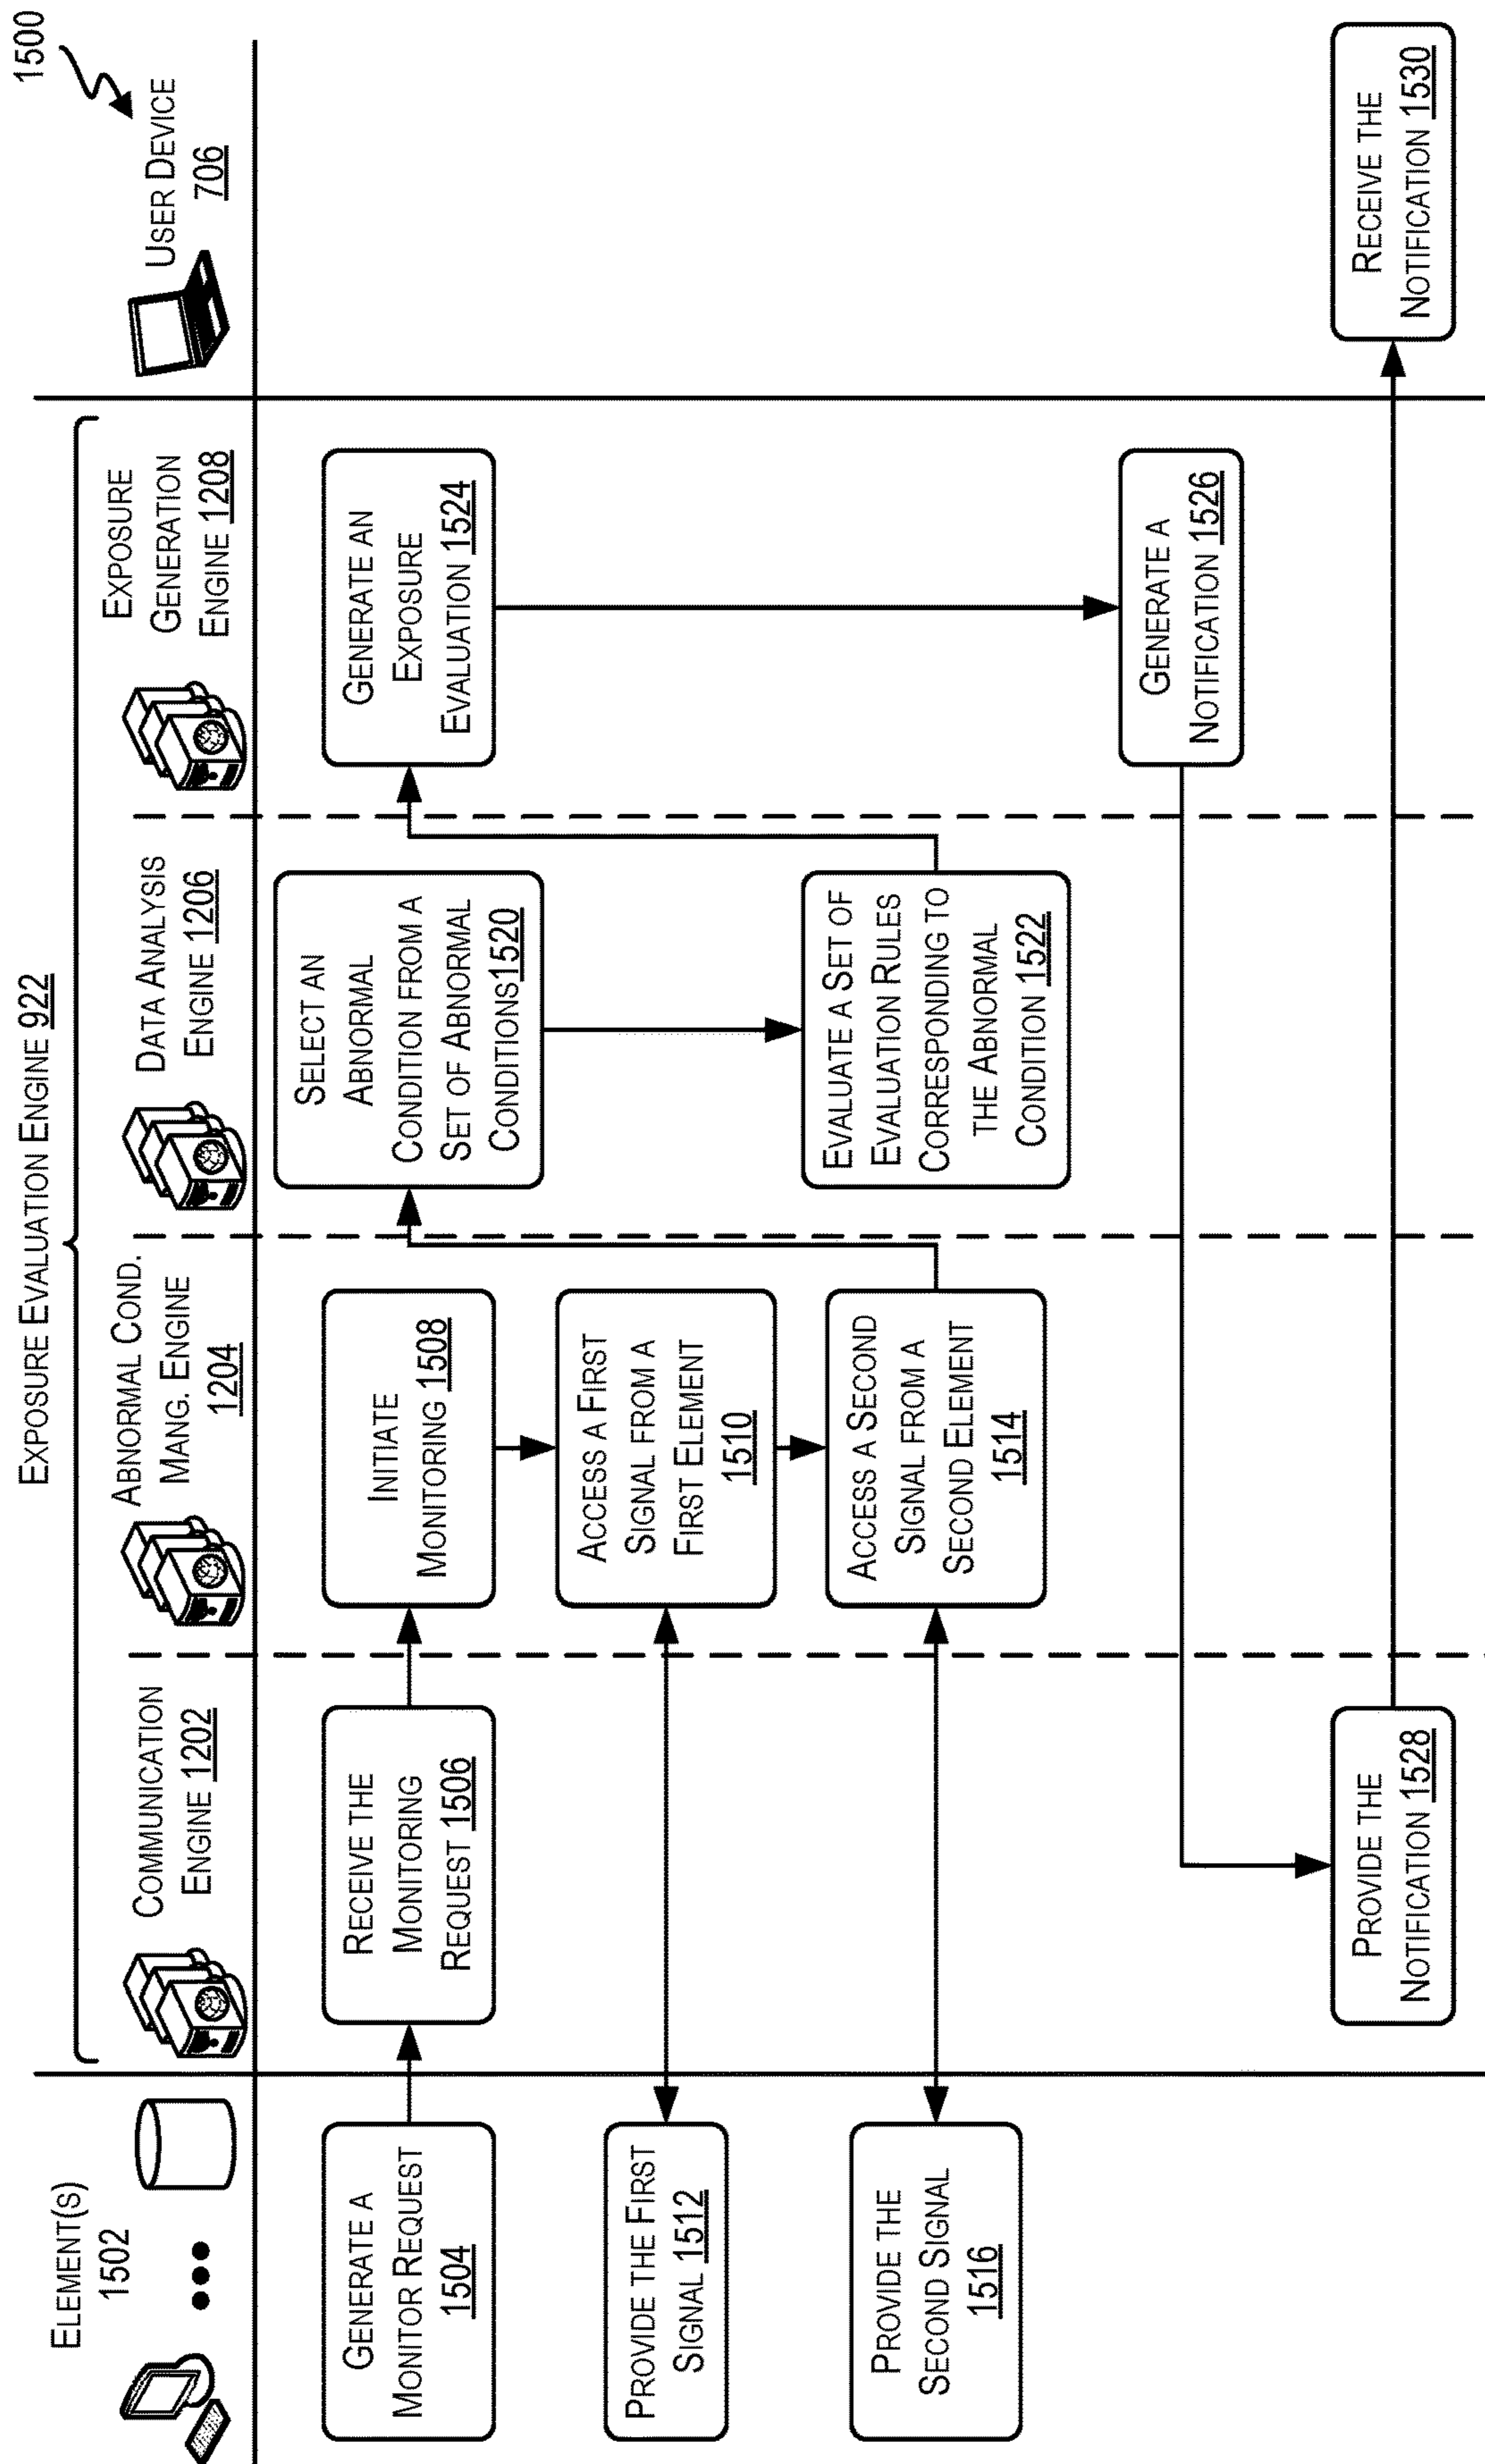 1500
EXPOSURE EVALUATION ENGINE 922
ELEMENT(S)
1502
COMMUNICATION
ENGINE 1202
ABNORMAL COND.
MANG. ENGINE
1204
DATA ANALYSIS
ENGINE 1206
EXPOSURE
GENERATION
ENGINE 1208
USER DEVICE
706
GENERATE A
MONITOR REQUEST
1504
RECEIVE THE
MONITORING
REQUEST 1506
INITIATE
MONITORING 1508
SELECT AN
ABNORMAL
CONDITION FROM A
SET OF ABNORMAL
CONDITIONS1520
GENERATE AN
EXPOSURE
EVALUATION 1524
PROVIDE THE FIRST
SIGNAL 1512
ACCESS A FIRST
SIGNAL FROM A
FIRST ELEMENT
1510
PROVIDE THE
SECOND SIGNAL
1516
ACCESS A SECOND
SIGNAL FROM A
SECOND ELEMENT
1514
EVALUATE A SET OF
EVALUATION RULES
CORRESPONDING TO
THE ABNORMAL
CONDITION 1522
GENERATE A
NOTIFICATION 1526
PROVIDE THE
NOTIFICATION 1528
RECEIVE THE
NOTIFICATION 1530